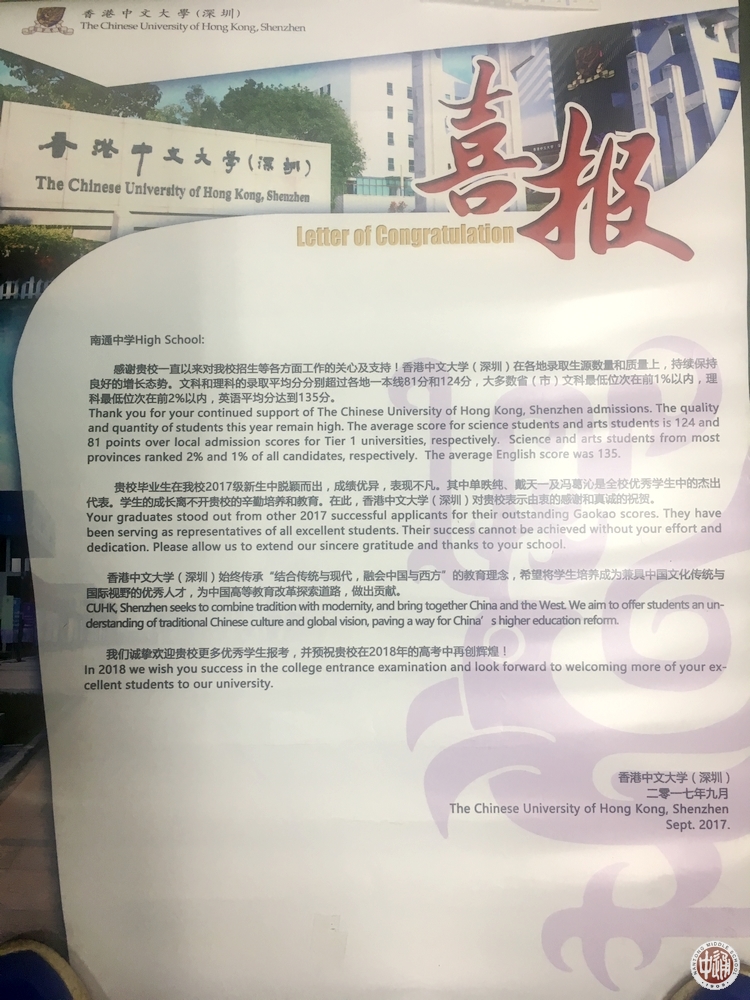 香港中文大學(深圳)
The Chinese University of Hong Kong, Shenzhen
香港中文大学(深圳)
The Chinese University of Hong Kong, Shenzhen
喜报
Letter of Congratulation
南通中学High School:
感谢贵校一直以来对我校招生等各方面工作的关心及支持！香港中文大学（深圳）在各地录取生源数量和质量上，持续保持
良好的增长态势。文科和理科的录取平均分分别超过各地一本线81分和124分，大多数省（市）文科最低位次在前1%以内，理
科最低位次在前2%以内，英语平均分达到135分。
Thank you for your continued support of The Chinese University of Hong Kong, Shenzhen admissions. The quality
and quantity of students this year remain high. The average score for science students and arts students is 124 and
81 points over local admission scores for Tier 1 universities, respectively.  Science and arts students from most
provinces ranked 2% and 1% of all candidates, respectively.  The average English score was 135.
贵校毕业生在我校2017级新生中脱颖而出，成绩优异，表现不凡。其中单昳纯、戴天一及冯葛沁是全校优秀学生中的杰出
代表。学生的成长离不开贵校的辛勤培养和教育。在此，香港中文大学（深圳）对贵校表示由衷的感谢和真诚的祝贺。
Your graduates stood out from other 2017 successful applicants for their outstanding Gaokao scores. They have
been serving as representatives of all excellent students. Their success cannot be achieved without your effort and
dedication. Please allow us to extend our sincere gratitude and thanks to your school.
香港中文大学（深圳）始终传承“结合传统与现代，融会中国与西方”的教育理念，希望将学生培养成为兼具中国文化传统与
国际视野的优秀人才，为中国高等教育改革探索道路，做出贡献。
CUHK, Shenzhen seeks to combine tradition with modernity, and bring together China and the West. We aim to offer students an un-
derstanding of traditional Chinese culture and global vision, paving a way for China’s higher education reform.
我们诚挚欢迎贵校更多优秀学生报考，并预祝贵校在2018年的高考中再创辉煌！
In 2018 we wish you success in the college entrance examination and look forward to welcoming more of your ex-
cellent students to our university.
香港中文大学（深圳）
二零一七年九月
The Chinese University of Hong Kong, Shenzhen
Sept. 2017.
NANTONG MIDDLE SCHOOL
中通
1909